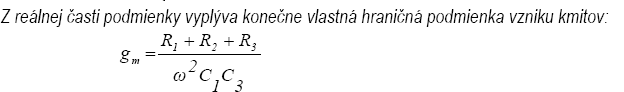 Z reálnej časti podmienky vyplýva konečne vlastná hraničná podmienka vzniku kmitov:
g_m = (R_1 + R_2 + R_3) / (ω^2 C_1 C_3)